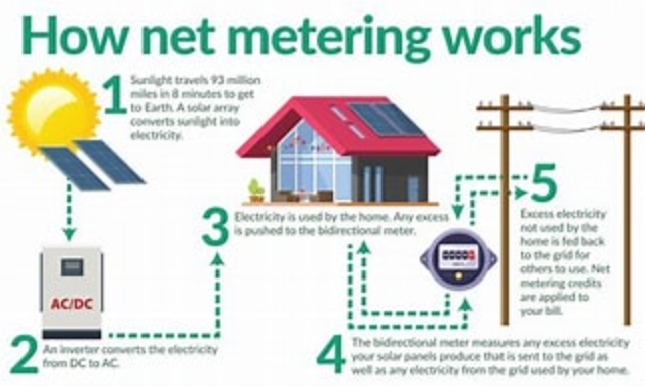 How net metering works
1
Sunlight travels 93 million
miles in 8 minutes to get
to Earth. A solar array
converts sunlight into
electricity.
AC/DC
2
An inverter converts the electricity
from DC to AC.
3
Electricity is used by the home. Any excess
is pushed to the bidirectional meter.
4
The bidirectional meter measures any excess electricity
your solar panels produce that is sent to the grid as
well as any electricity from the grid used by your home.
5
Excess electricity
not used by the
home is fed back
to the grid for
others to use. Net
metering credits
are applied to
your bill.